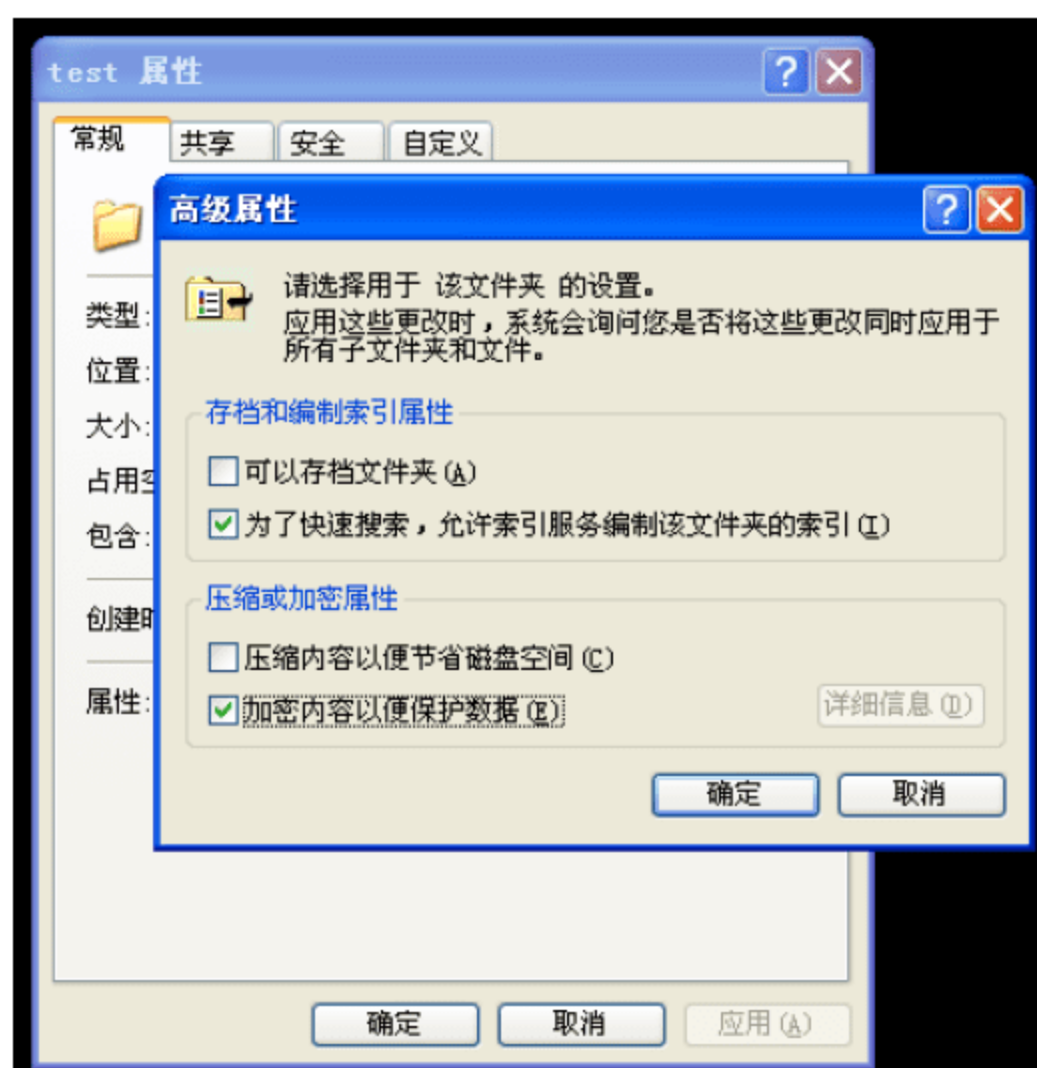 test 属性
常规 共享 安全 自定义
高级属性
请选择用于 该文件夹 的设置。
应用这些更改时，系统会询问您是否将这些更改同时应用于
所有子文件夹和文件。
类型:
位置:
大小:
占用空
包含:
创建时
属性:
存档和编制索引属性
可以存档文件夹(A)
为了快速搜索，允许索引服务编制该文件夹的索引(I)
压缩或加密属性
压缩内容以便节省磁盘空间(C)
加密内容以便保护数据(E)
详细信息(D)
确定 取消
确定 取消 应用(A)